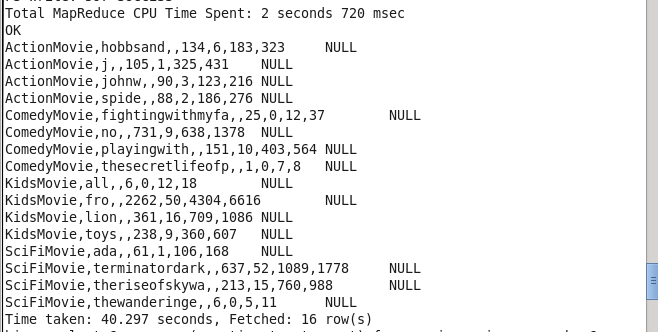 Total MapReduce CPU Time Spent: 2 seconds 720 msec
OK
ActionMovie,hobbsand,,134,6,183,323 NULL
ActionMovie,j,,105,1,325,431 NULL
ActionMovie,johnw,,90,3,123,216 NULL
ActionMovie,spide,,88,2,186,276 NULL
ComedyMovie,fightingwithmyfa,,25,0,12,37 NULL
ComedyMovie,no,,731,9,638,1378 NULL
ComedyMovie,playingwith,,151,10,403,564 NULL
ComedyMovie,thesecretlifeofp,,1,0,7,8 NULL
KidsMovie,all,,6,0,12,18 NULL
KidsMovie,fro,,2262,50,4304,6616 NULL
KidsMovie,lion,,361,16,709,1086 NULL
KidsMovie,toys,,238,9,360,607 NULL
SciFiMovie,ada,,61,1,106,168 NULL
SciFiMovie,terminatordark,,637,52,1089,1778 NULL
SciFiMovie,theriseofskywa,,213,15,760,988 NULL
SciFiMovie,thewanderinge,,6,0,5,11 NULL
Time taken: 40.297 seconds, Fetched: 16 row(s)